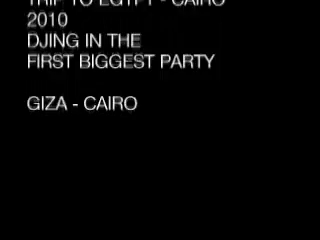 TRIP TO EGYPT - CAIRO
2010
DJING IN THE
FIRST BIGGEST PARTY
GIZA - CAIRO